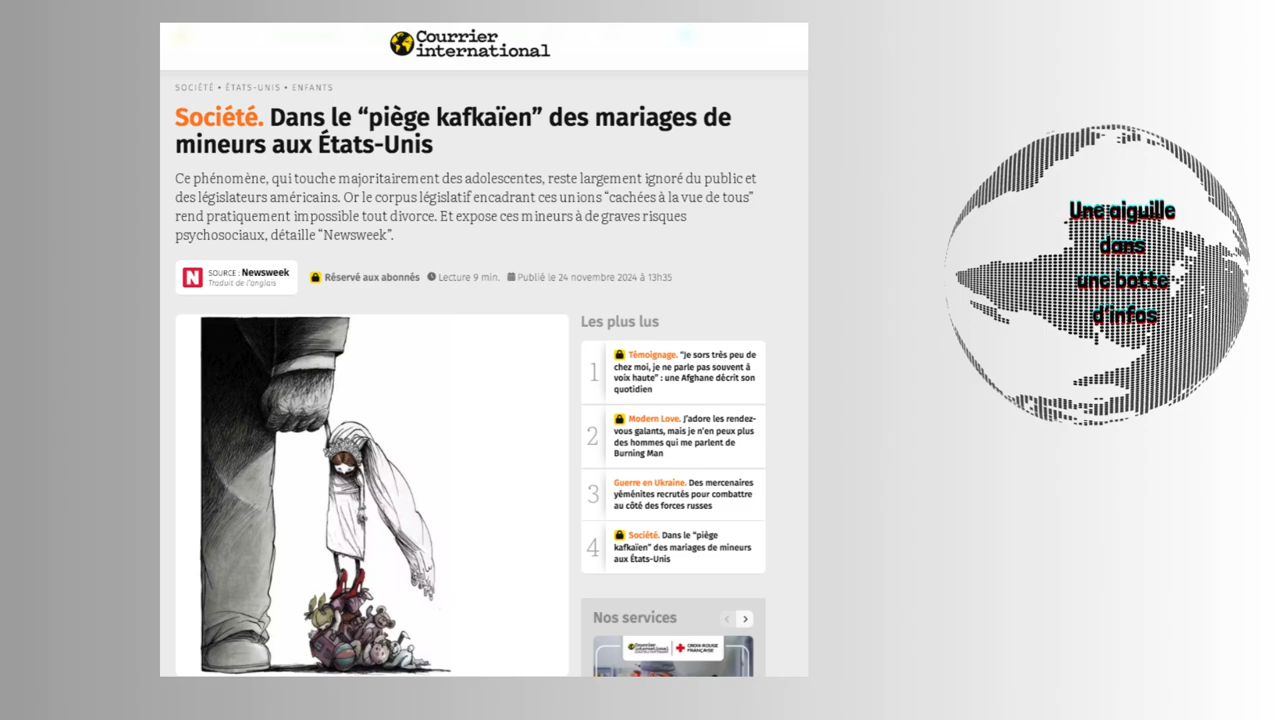 Courrier
international
SOCIÉTÉ • ÉTATS-UNIS • ENFANTS
Société. Dans le “piège kafkaïen” des mariages de
mineurs aux États-Unis
Ce phénomène, qui touche majoritairement des adolescentes, reste largement ignoré du public et
des législateurs américains. Or le corpus législatif encadrant ces unions “cachées à la vue de tous”
rend pratiquement impossible tout divorce. Et expose ces mineurs à de graves risques
psychosociaux, détaille “Newsweek”.
N
SOURCE : Newsweek
Traduit de l'anglais
Réservé aux abonnés
Lecture 9 min.
Publié le 24 novembre 2024 à 13h35
Les plus lus
1
Témoignage. “Je sors très peu de
chez moi, je ne parle pas souvent à
voix haute” : une Afghane décrit son
quotidien
2
Modern Love. J’adore les rendez-
vous galants, mais je n’en peux plus
des hommes qui me parlent de
Burning Man
3
Guerre en Ukraine. Des mercenaires
yéménites recrutés pour combattre
au côté des forces russes
4
Société. Dans le “piège
kafkaïen” des mariages de mineurs
aux États-Unis
Nos services
Courrier
international
CROIX-ROUGE
FRANÇAISE
Une aiguille
dans
une botte
d'infos